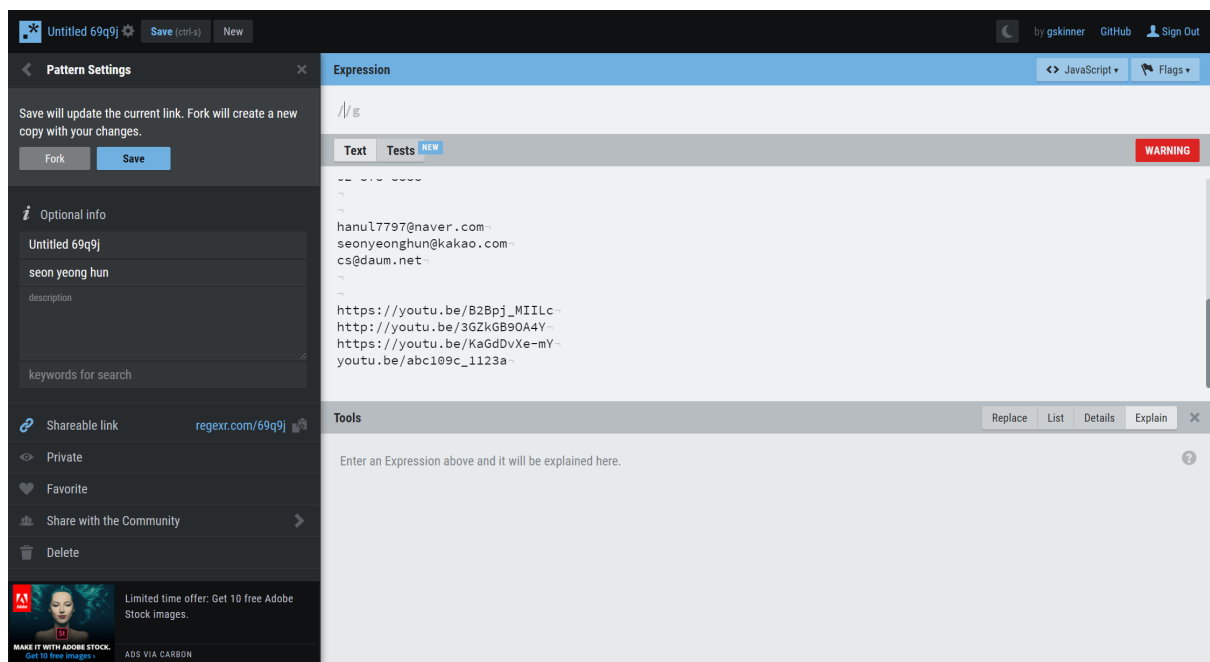 Untitled 69q9j Save (ctrl-s) New by gskinner GitHub Sign Out
Pattern Settings
Save will update the current link. Fork will create a new
copy with your changes.
Fork Save
Optional info
Untitled 69q9j
seon yeong hun
description
keywords for search
Shareable link regexr.com/69q9j
Private
Favorite
Share with the Community
Delete
Adobe
St
MAKE IT WITH ADOBE STOCK.
Get 10 free images ›
Limited time offer: Get 10 free Adobe
Stock images.
ADS VIA CARBON
Expression <> JavaScript ▾ Flags ▾
//g
Text Tests NEW WARNING
hanul7797@naver.com¬
seonyeonghun@kakao.com¬
cs@daum.net¬
¬
¬
https://youtu.be/B2Bpj_MIILc¬
http://youtu.be/3GZkGB9OA4Y¬
https://youtu.be/KaGdDvXe-mY¬
youtu.be/abc109c_1123a¬
Tools Replace List Details Explain
Enter an Expression above and it will be explained here.